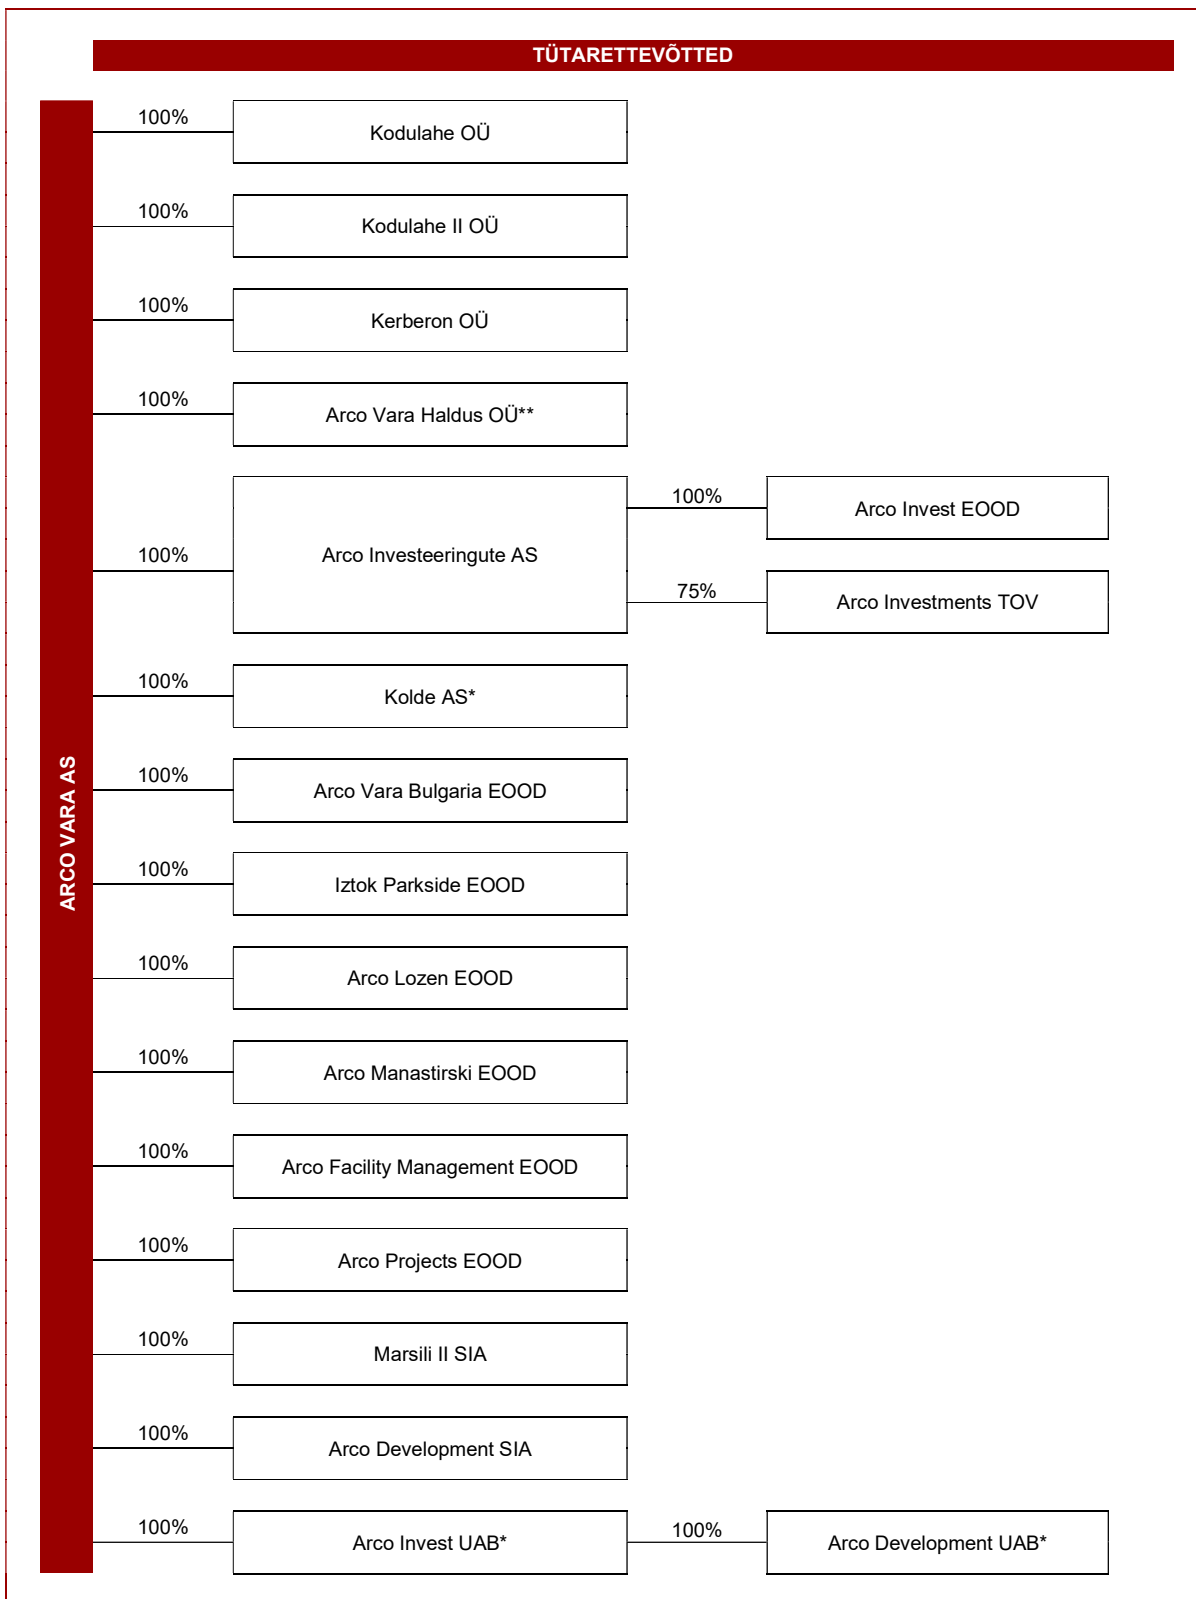 TÜTARETTEVÕTTED
ARCO VARA AS
100%
Kodulahe OÜ
100%
Kodulahe II OÜ
100%
Kerberon OÜ
100%
Arco Vara Haldus OÜ**
100%
Arco Investeeringute AS
100%
Arco Invest EOOD
75%
Arco Investments TOV
100%
Kolde AS*
100%
Arco Vara Bulgaria EOOD
100%
Iztok Parkside EOOD
100%
Arco Lozen EOOD
100%
Arco Manastirski EOOD
100%
Arco Facility Management EOOD
100%
Arco Projects EOOD
100%
Marsili II SIA
100%
Arco Development SIA
100%
Arco Invest UAB*
100%
Arco Development UAB*